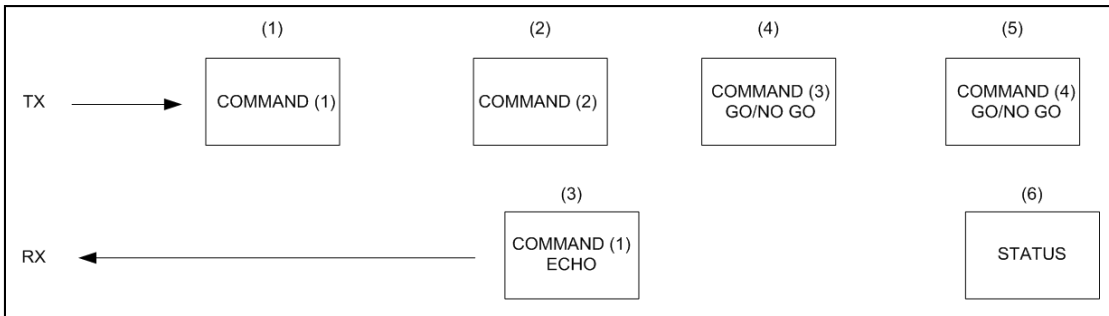 (1) (2) (4) (5)
TX COMMAND (1) COMMAND (2) COMMAND (3) COMMAND (4)
GO/NO GO GO/NO GO
(3) (6)
RX COMMAND (1) STATUS
ECHO